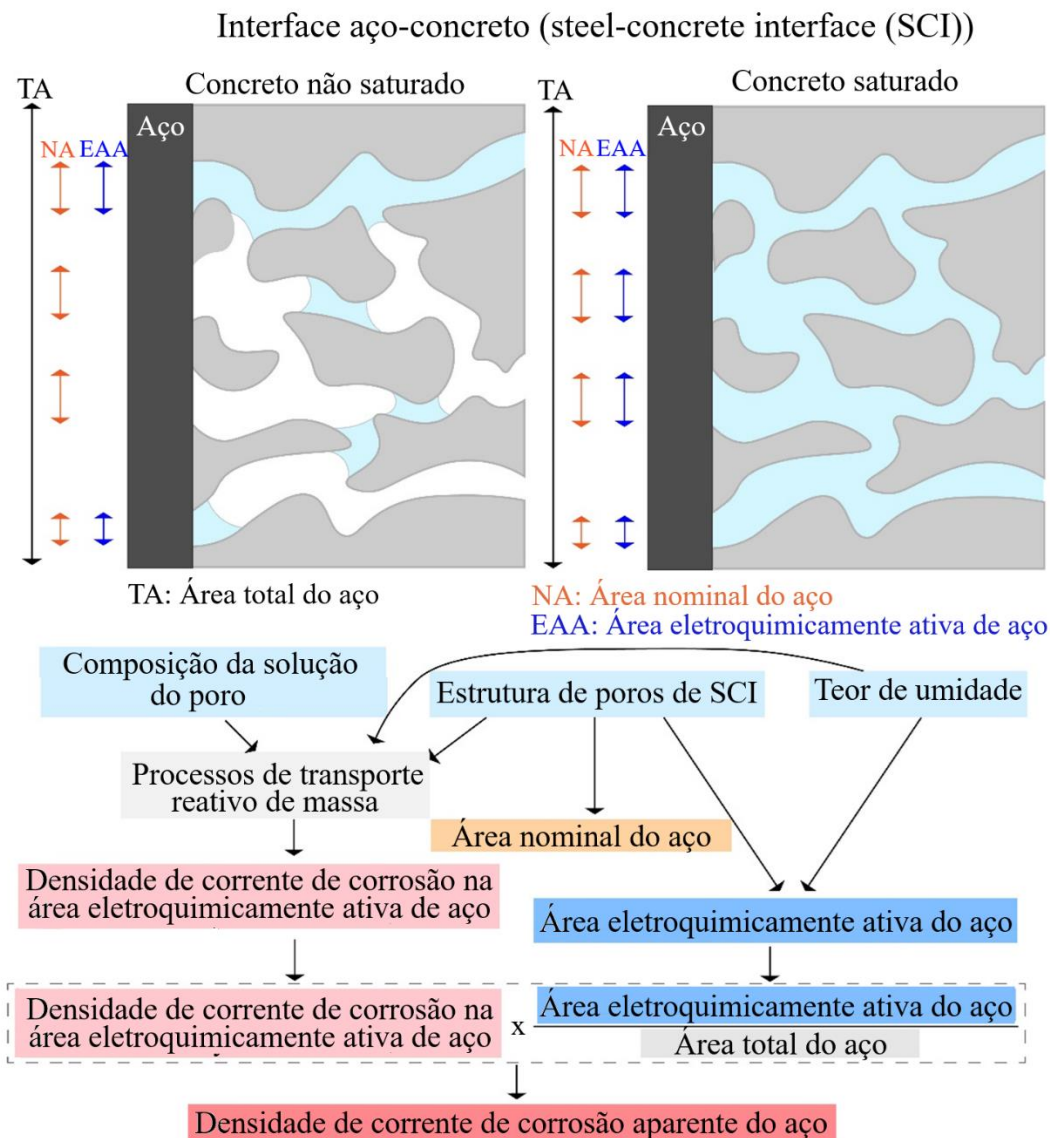 Interface aço-concreto (steel-concrete interface (SCI))
TA
Concreto não saturado
Aço
NA
EAA
TA
Concreto saturado
Aço
NA
EAA
TA: Área total do aço
NA: Área nominal do aço
EAA: Área eletroquimicamente ativa de aço
Composição da solução
do poro
Estrutura de poros de SCI
Teor de umidade
Processos de transporte
reativo de massa
Área nominal do aço
Densidade de corrente de corrosão na
área eletroquimicamente ativa de aço
Área eletroquimicamente ativa do aço
Densidade de corrente de corrosão na
área eletroquimicamente ativa de aço
x
Área eletroquimicamente ativa do aço
Área total do aço
Densidade de corrente de corrosão aparente do aço